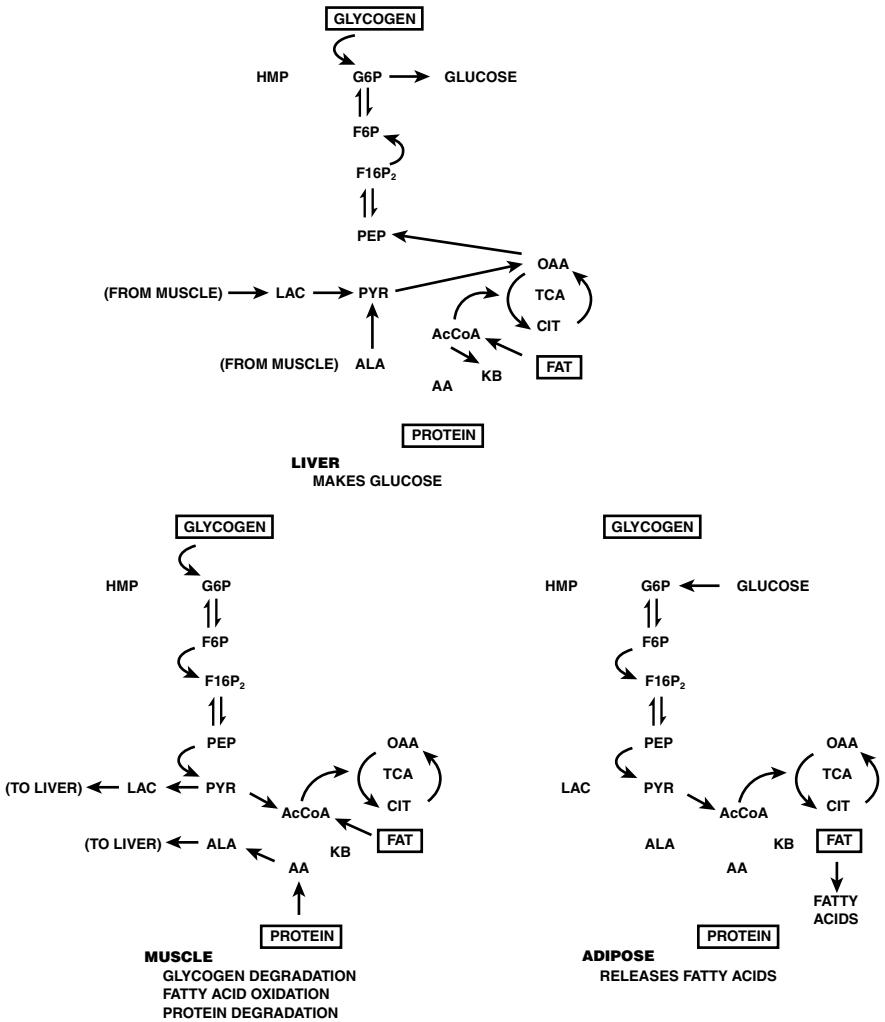 GLYCOGEN
HMP G6P GLUCOSE
F6P
F16P₂
PEP
OAA
(FROM MUSCLE) LAC PYR TCA
CIT
AcCoA
(FROM MUSCLE) ALA FAT
KB
AA
PROTEIN
LIVER
MAKES GLUCOSE
GLYCOGEN
HMP G6P
F6P
F16P₂
PEP OAA
TCA
(TO LIVER) LAC PYR
CIT
AcCoA
(TO LIVER) ALA FAT
KB
AA
PROTEIN
MUSCLE
GLYCOGEN DEGRADATION
FATTY ACID OXIDATION
PROTEIN DEGRADATION
GLYCOGEN
HMP G6P GLUCOSE
F6P
F16P₂
PEP OAA
TCA
LAC PYR
CIT
AcCoA
ALA KB FAT
AA
FATTY
ACIDS
PROTEIN
ADIPOSE
RELEASES FATTY ACIDS